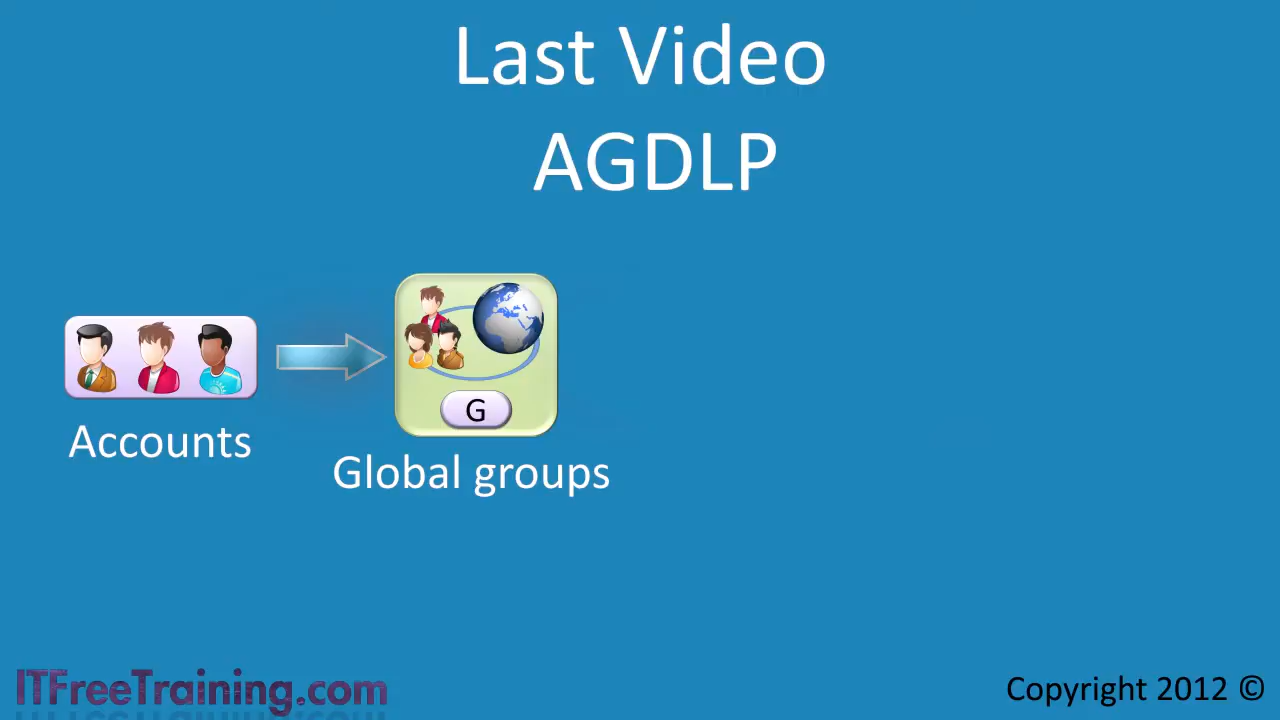 Last Video
AGDLP
G
Accounts
Global groups
ITFreeTraining.com
Copyright 2012 ©